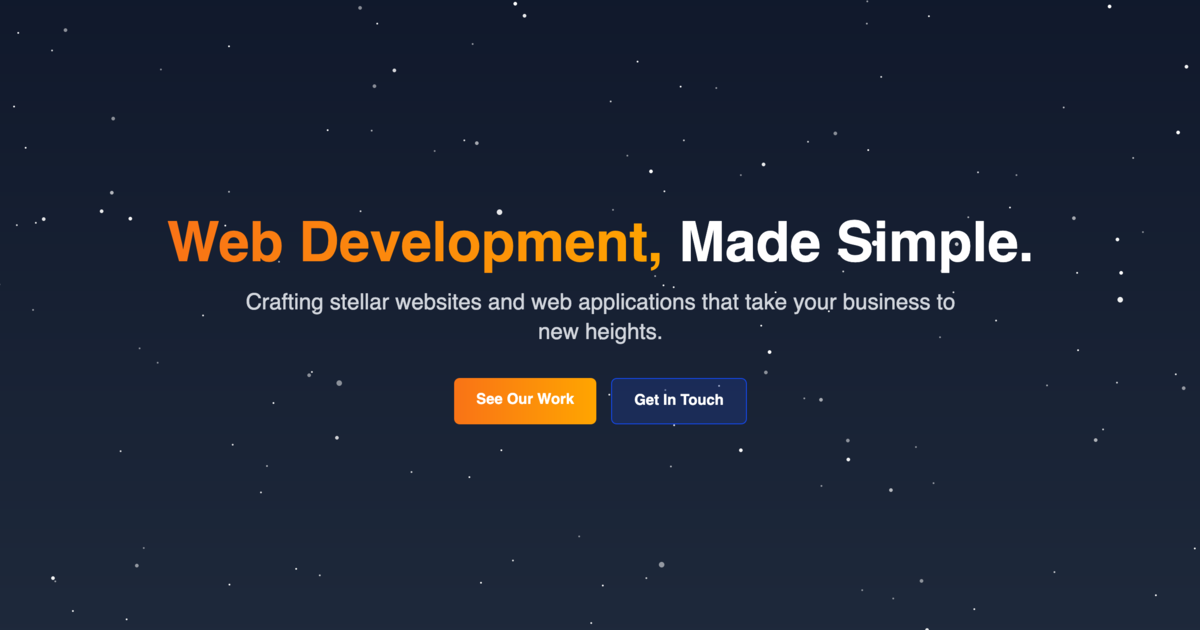 Web Development, Made Simple.
Crafting stellar websites and web applications that take your business to
new heights.
See Our Work
Get In Touch